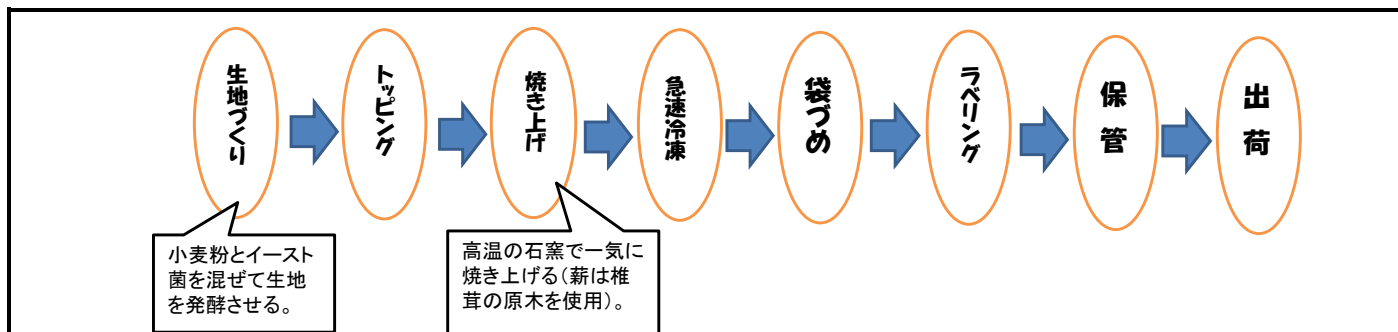 生地づくり
トッピング
焼き上げ
急速冷凍
袋づめ
ラベリング
保管
出荷
小麦粉とイースト
菌を混ぜて生地
を発酵させる。
高温の石窯で一気に
焼き上げる(薪は椎
茸の原木を使用)。